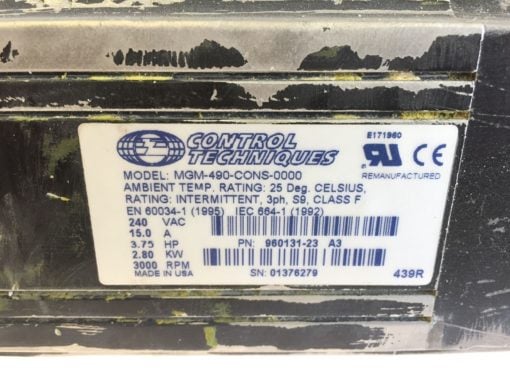 CONTROL
TECHNIQUES
E171960
RU CE
REMANUFACTURED
MODEL: MGM-490-CONS-0000
AMBIENT TEMP. RATING: 25 Deg. CELSIUS,
RATING: INTERMITTENT, 3ph, S9, CLASS F
EN 60034-1 (1995) IEC 664-1 (1992)
240 VAC
15.0 A
3.75 HP PN: 960131-23 A3
2.80 KW
3000 RPM
MADE IN USA SN: 01376279 439R